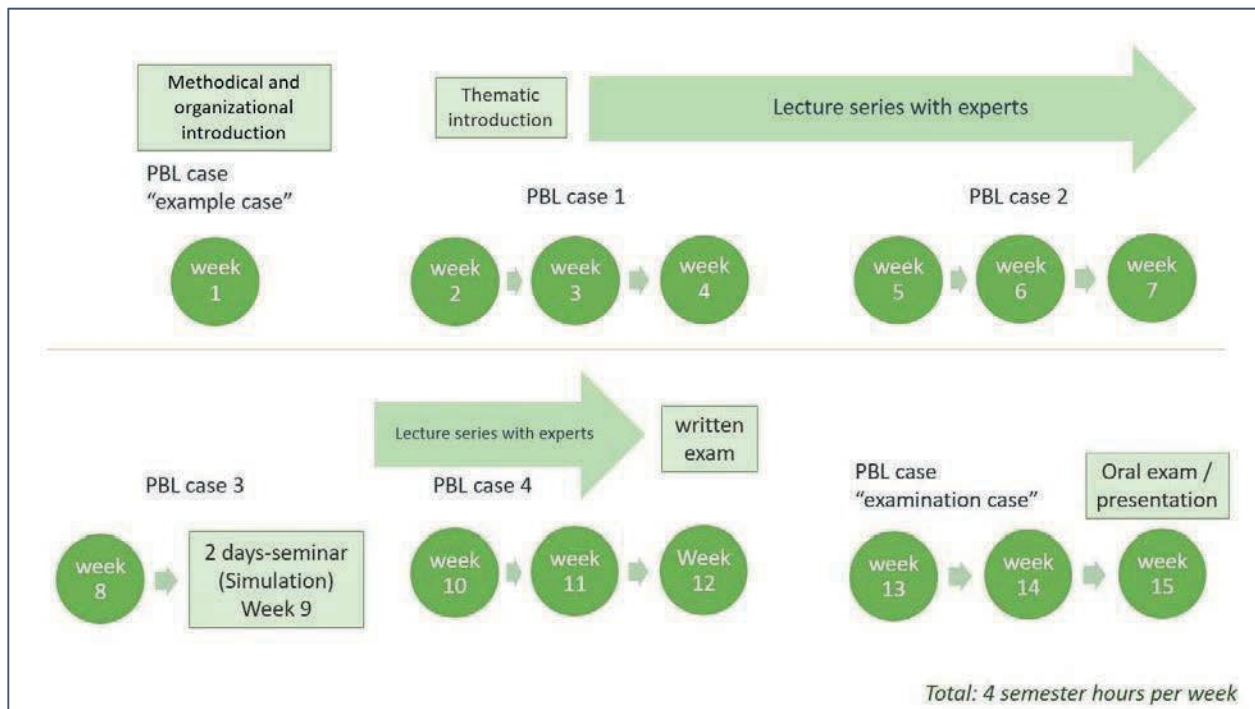 Methodical and
organizational
introduction
Thematic
introduction
Lecture series with experts
PBL case
“example case”
PBL case 1
PBL case 2
week
1
week
2
week
3
week
4
week
5
week
6
week
7
Lecture series with experts
written
exam
PBL case 3
PBL case 4
PBL case
“examination case”
Oral exam /
presentation
week
8
2 days-seminar
(Simulation)
Week 9
week
10
week
11
Week
12
week
13
week
14
week
15
Total: 4 semester hours per week